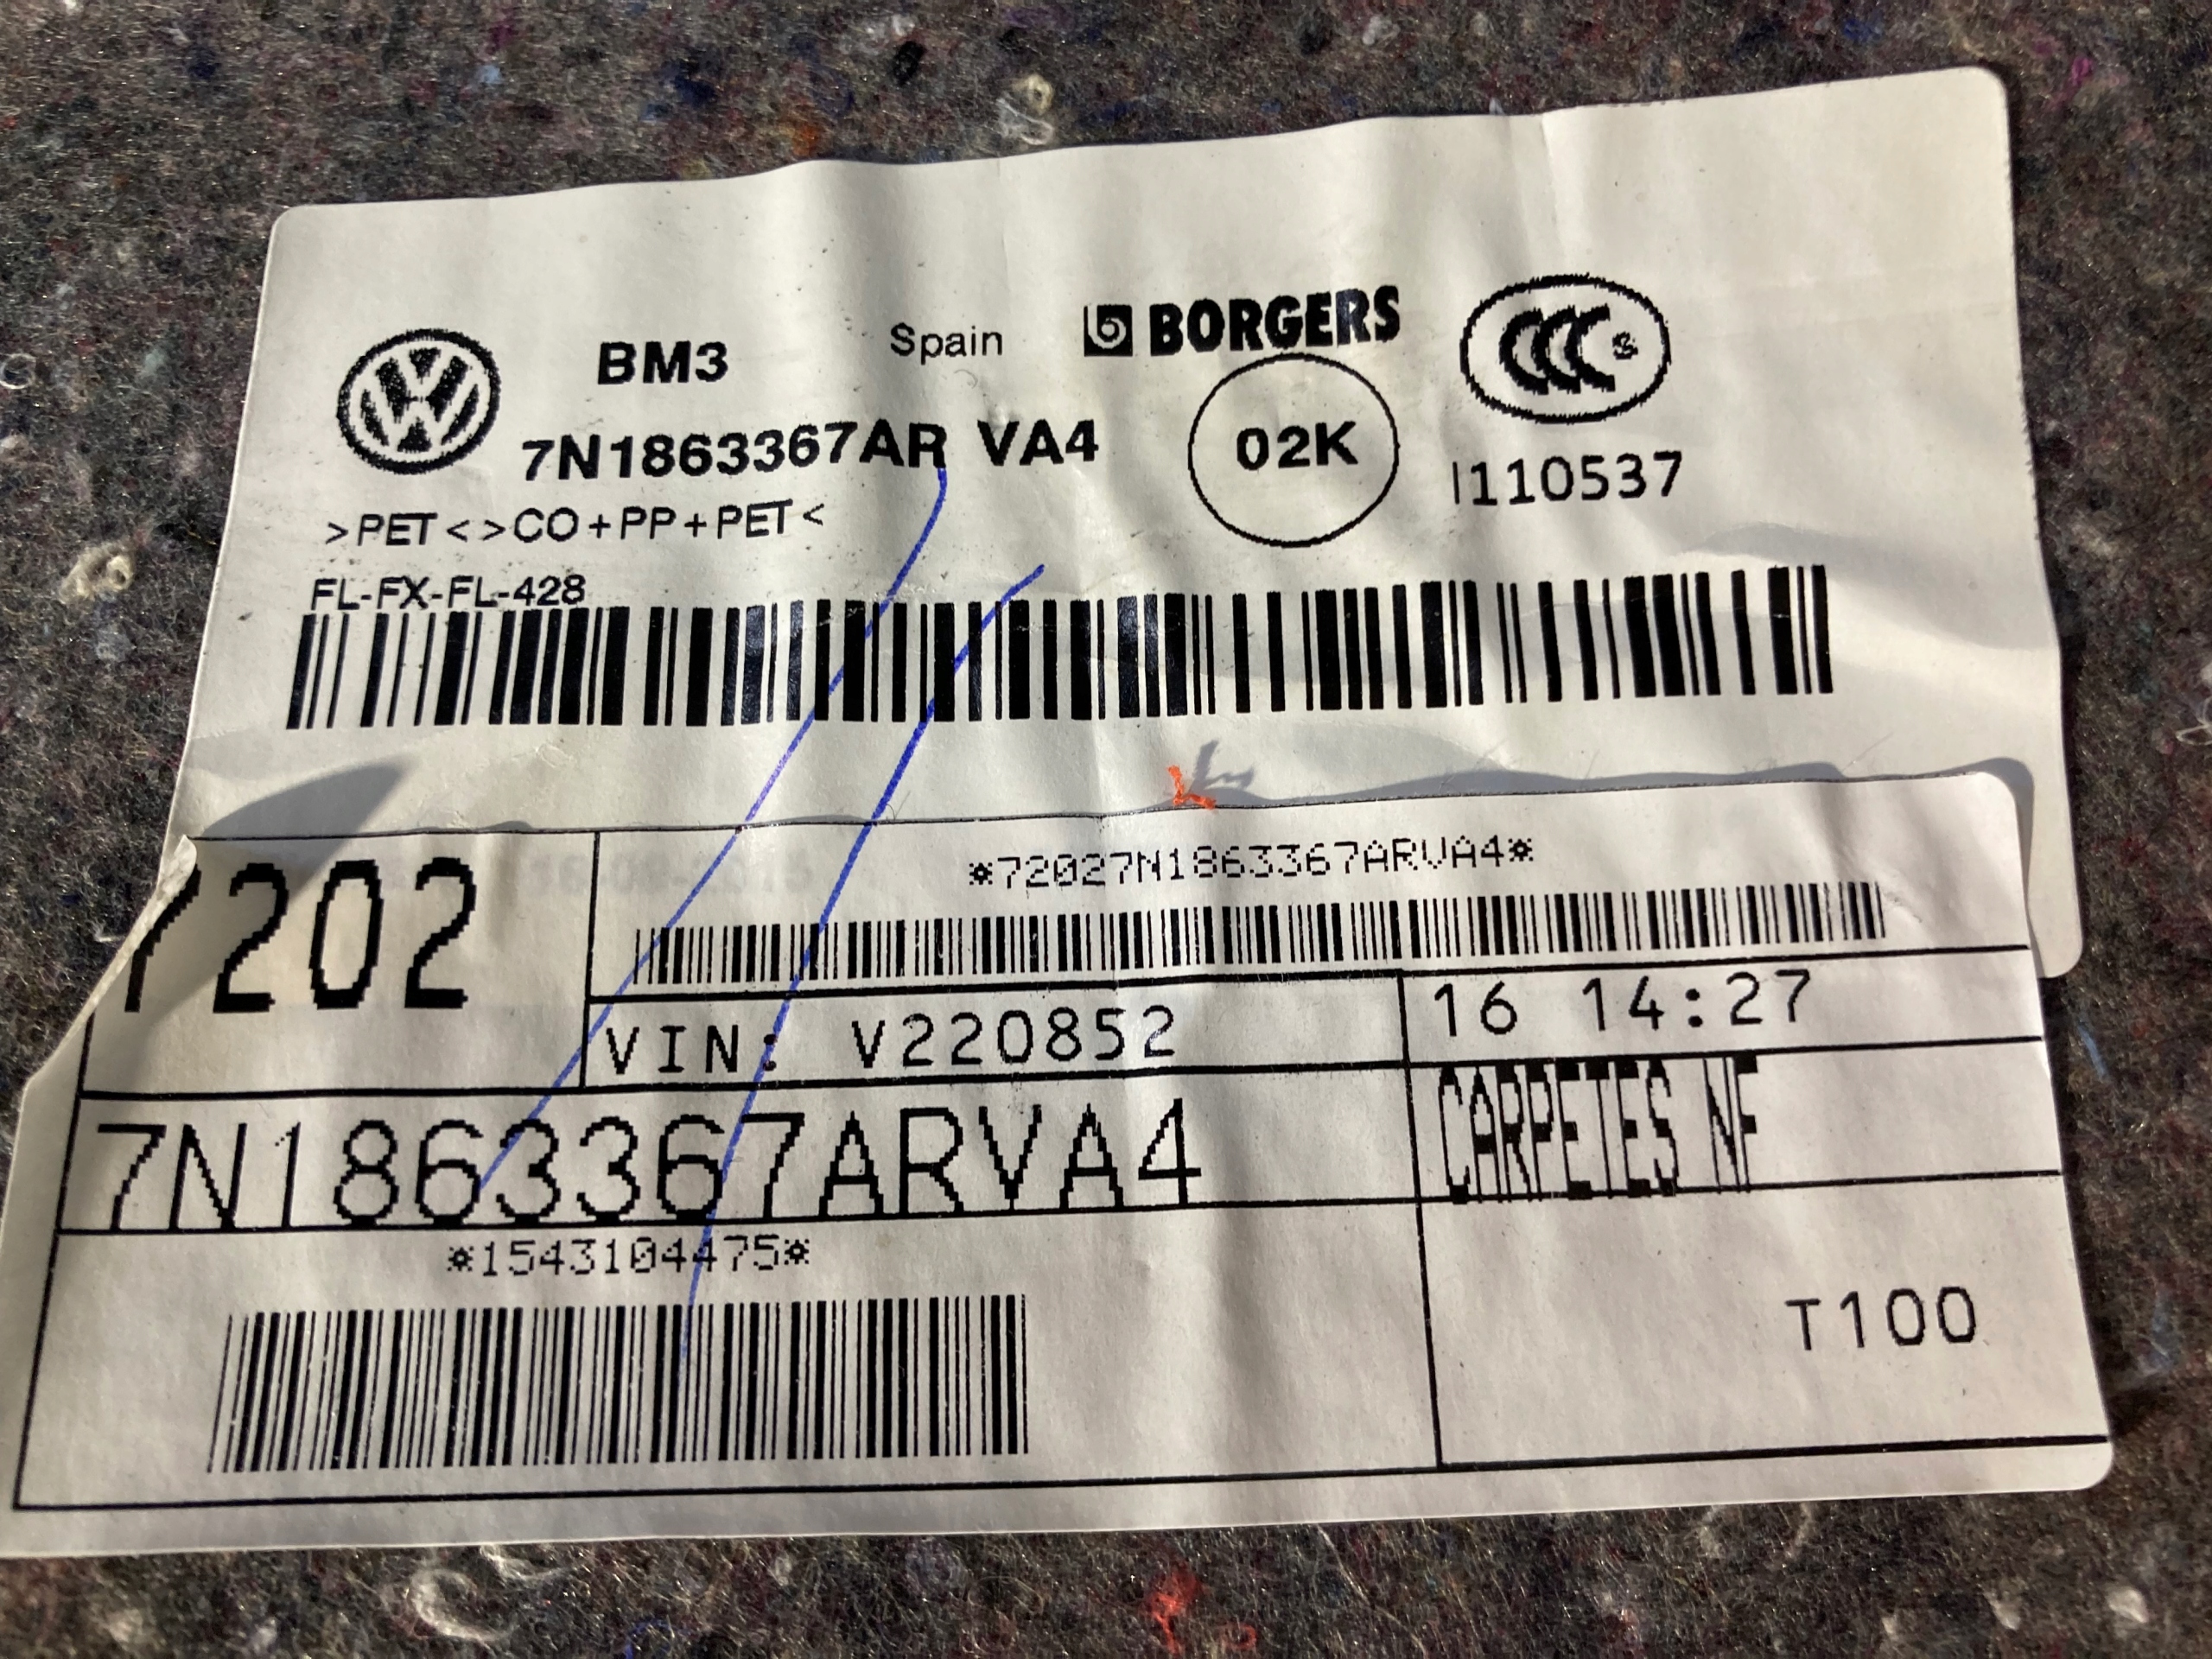 BM3 Spain BORGERS CCC S
7N1863367AR VA4 02K I110537
>PET<>CO+PP+PET<
FL-FX-FL-428
7202 *72027N1863367ARVA4*
VIN: V220852 16 14:27
7N1863367ARVA4 CARPETES NF
*1543104475*
T100